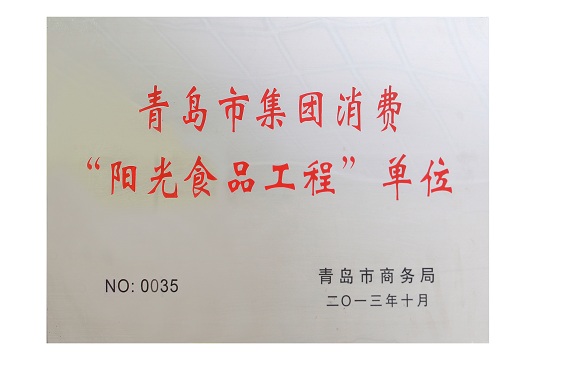 青岛市集团消费
“阳光食品工程”单位
NO: 0035
青岛市商务局
二〇一三年十月